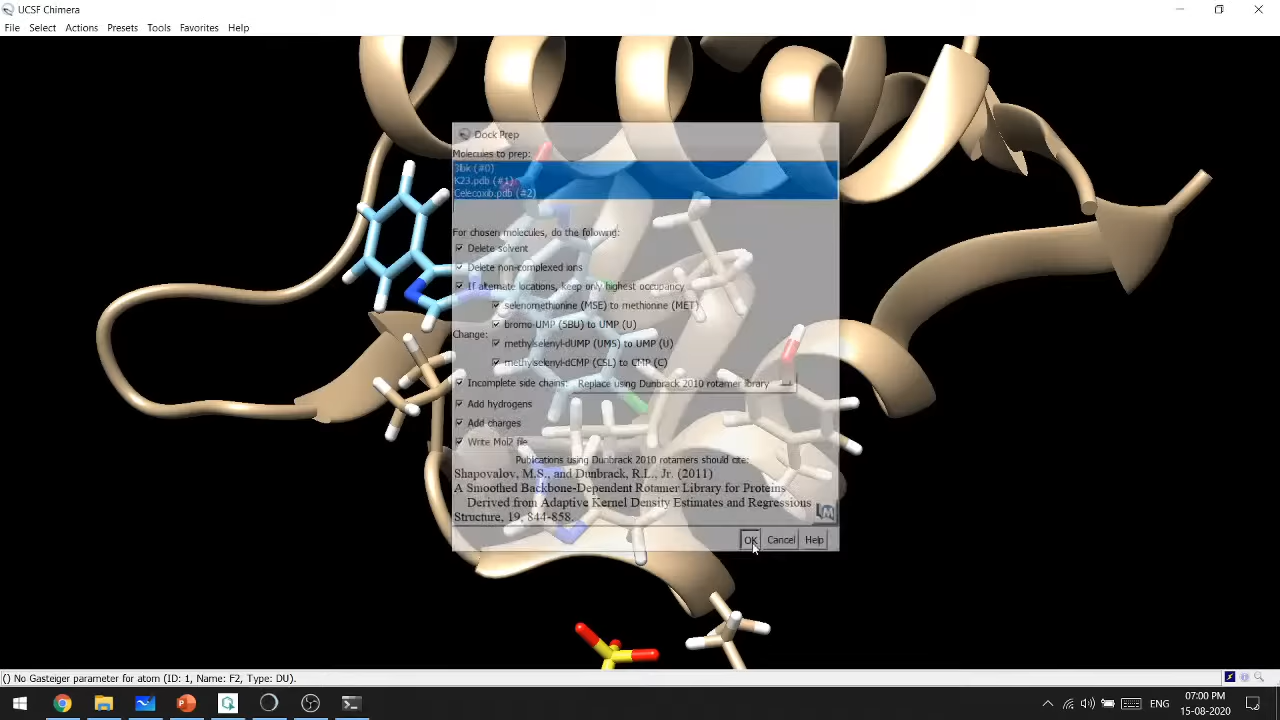 UCSF Chimera
File Select Actions Presets Tools Favorites Help
Dock Prep
Molecules to prep:
(#0)
K23.pdb (#1)
Celecoxib.pdb (#2)
For chosen molecules, do the following:
Delete solvent
Delete non-complexed ions
If alternate locations, keep only highest occupancy
selenomethionine (MSE) to methionine (MET)
bromo-UMP (5BU) to UMP (U)
Change:
methylselenyl-dUMP (UMS) to UMP (U)
methylselenyl-dCMP (CSL) to CMP (C)
Incomplete side chains: Replace using Dunbrack 2010 rotamer library
Add hydrogens
Add charges
Write Mol2 file
Publications using Dunbrack 2010 rotamers should cite:
Shapovalov, M.S., and Dunbrack, R.L., Jr. (2011)
A Smoothed Backbone-Dependent Rotamer Library for Proteins
Derived from Adaptive Kernel Density Estimates and Regressions
Structure, 19, 844-858.
OK Cancel Help
() No Gasteiger parameter for atom (ID: 1, Name: F2, Type: DU).
ENG
07:00 PM
15-08-2020